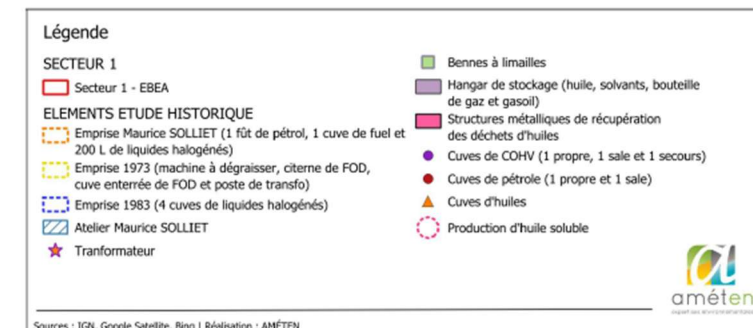 Légende
SECTEUR 1
Secteur 1 - EBEA
ELEMENTS ETUDE HISTORIQUE
Emprise Maurice SOLLIET (1 fût de pétrol, 1 cuve de fuel et
200 L de liquides halogénés)
Emprise 1973 (machine à dégraisser, citerne de FOD,
cuve enterrée de FOD et poste de transfo)
Emprise 1983 (4 cuves de liquides halogénés)
Atelier Maurice SOLLIET
Tranformateur
Bennes à limailles
Hangar de stockage (huile, solvants, bouteille
de gaz et gasoil)
Structures métalliques de récupération
des déchets d'huiles
Cuves de COHV (1 propre, 1 sale et 1 secours)
Cuves de pétrole (1 propre et 1 sale)
Cuves d'huiles
Production d'huile soluble
améten
Sources : IGN, Google Satellite, Bing | Réalisation : AMÉTEN